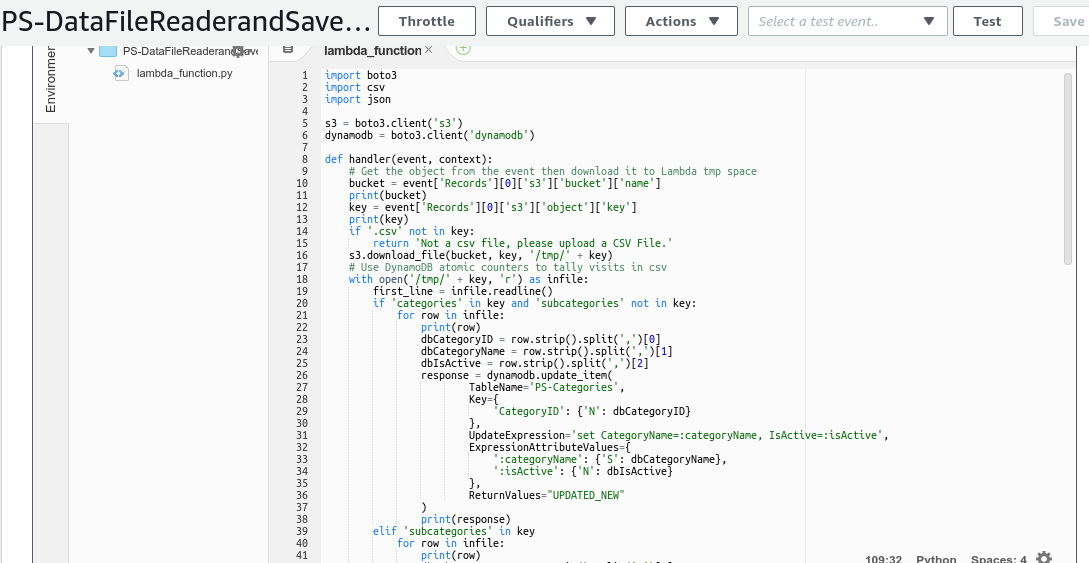 PS-DataFileReaderandSave... Throttle Qualifiers Actions Select a test event.. Test Save
Environmen
PS-DataFileReaderandSave
lambda_function.py
lambda_function ×
1 import boto3
2 import csv
3 import json
4
5 s3 = boto3.client('s3')
6 dynamodb = boto3.client('dynamodb')
7
8 def handler(event, context):
9 # Get the object from the event then download it to Lambda tmp space
10 bucket = event['Records'][0]['s3']['bucket']['name']
11 print(bucket)
12 key = event['Records'][0]['s3']['object']['key']
13 print(key)
14 if '.csv' not in key:
15 return 'Not a csv file, please upload a CSV File.'
16 s3.download_file(bucket, key, '/tmp/' + key)
17 # Use DynamoDB atomic counters to tally visits in csv
18 with open('/tmp/' + key, 'r') as infile:
19 first_line = infile.readline()
20 if 'categories' in key and 'subcategories' not in key:
21 for row in infile:
22 print(row)
23 dbCategoryID = row.strip().split(',')[0]
24 dbCategoryName = row.strip().split(',')[1]
25 dbIsActive = row.strip().split(',')[2]
26 response = dynamodb.update_item(
27 TableName='PS-Categories',
28 Key={
29 'CategoryID': {'N': dbCategoryID}
30 },
31 UpdateExpression='set CategoryName=:categoryName, IsActive=:isActive',
32 ExpressionAttributeValues={
33 ':categoryName': {'S': dbCategoryName},
34 ':isActive': {'N': dbIsActive}
35 },
36 ReturnValues="UPDATED_NEW"
37 )
38 print(response)
39 elif 'subcategories' in key
40 for row in infile:
41 print(row)
109:32 Python Spaces: 4